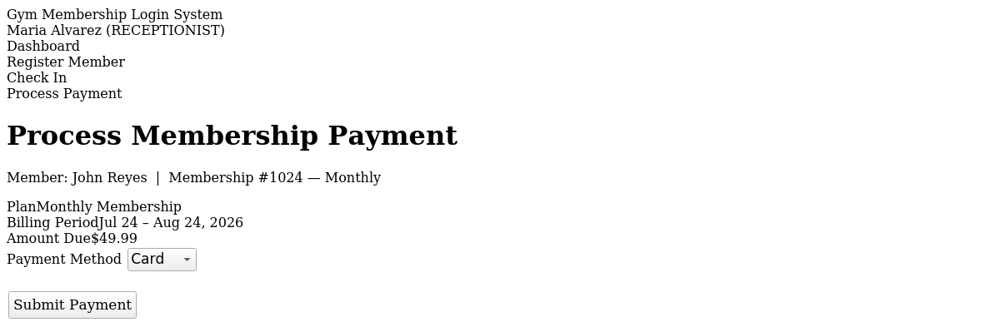 Gym Membership Login System
Maria Alvarez (RECEPTIONIST)
Dashboard
Register Member
Check In
Process Payment
Process Membership Payment
Member: John Reyes | Membership #1024 — Monthly
PlanMonthly Membership
Billing PeriodJul 24 – Aug 24, 2026
Amount Due$49.99
Payment Method Card
Submit Payment